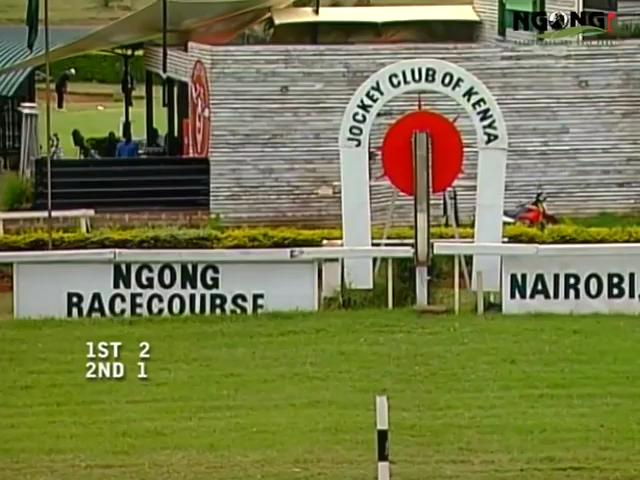 NGONG
JOCKEY CLUB OF KENYA
NGONG
RACECOURSE
NAIROBI
1ST 2
2ND 1